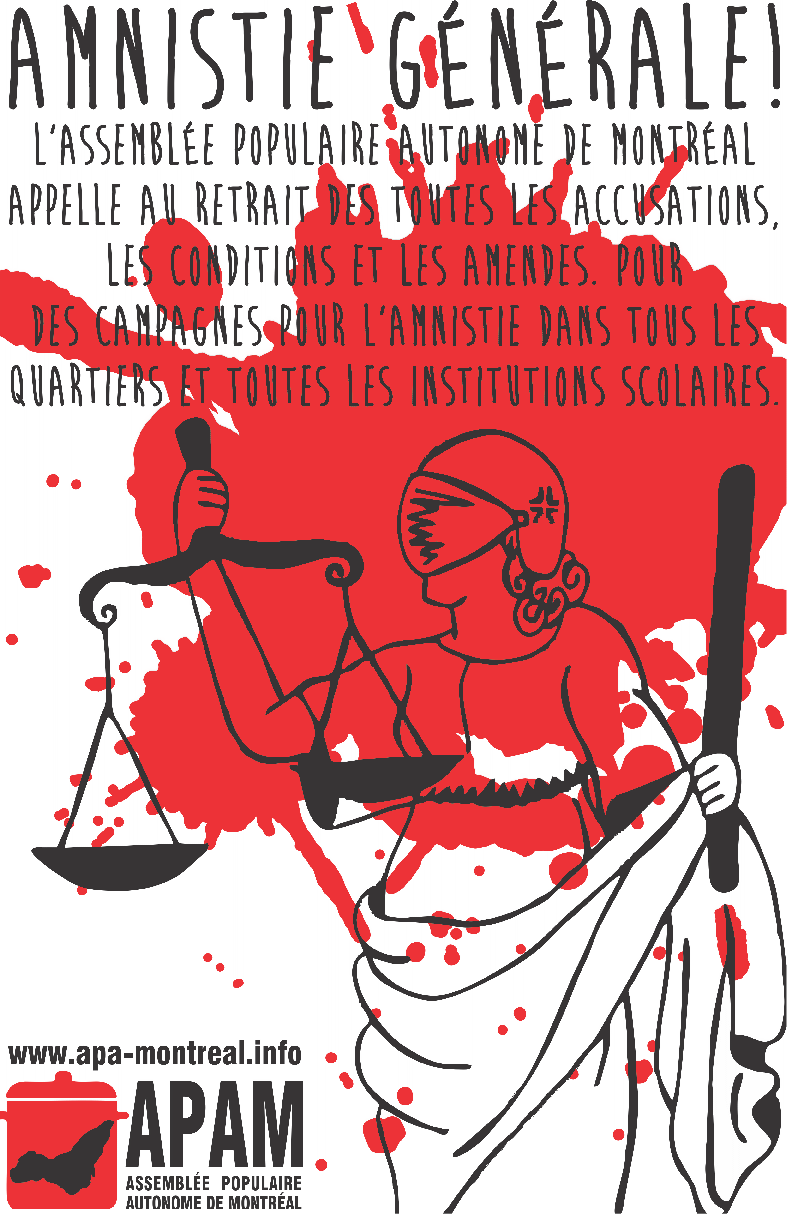 AMNISTIE GÉNÉRALE!
L'ASSEMBLÉE POPULAIRE AUTONOME DE MONTRÉAL
APPELLE AU RETRAIT DES TOUTES LES ACCUSATIONS,
LES CONDITIONS ET LES AMENDES. POUR
DES CAMPAGNES POUR L'AMNISTIE DANS TOUS LES
QUARTIERS ET TOUTES LES INSTITUTIONS SCOLAIRES.
www.apa-montreal.info
APAM
ASSEMBLÉE POPULAIRE
AUTONOME DE MONTRÉAL